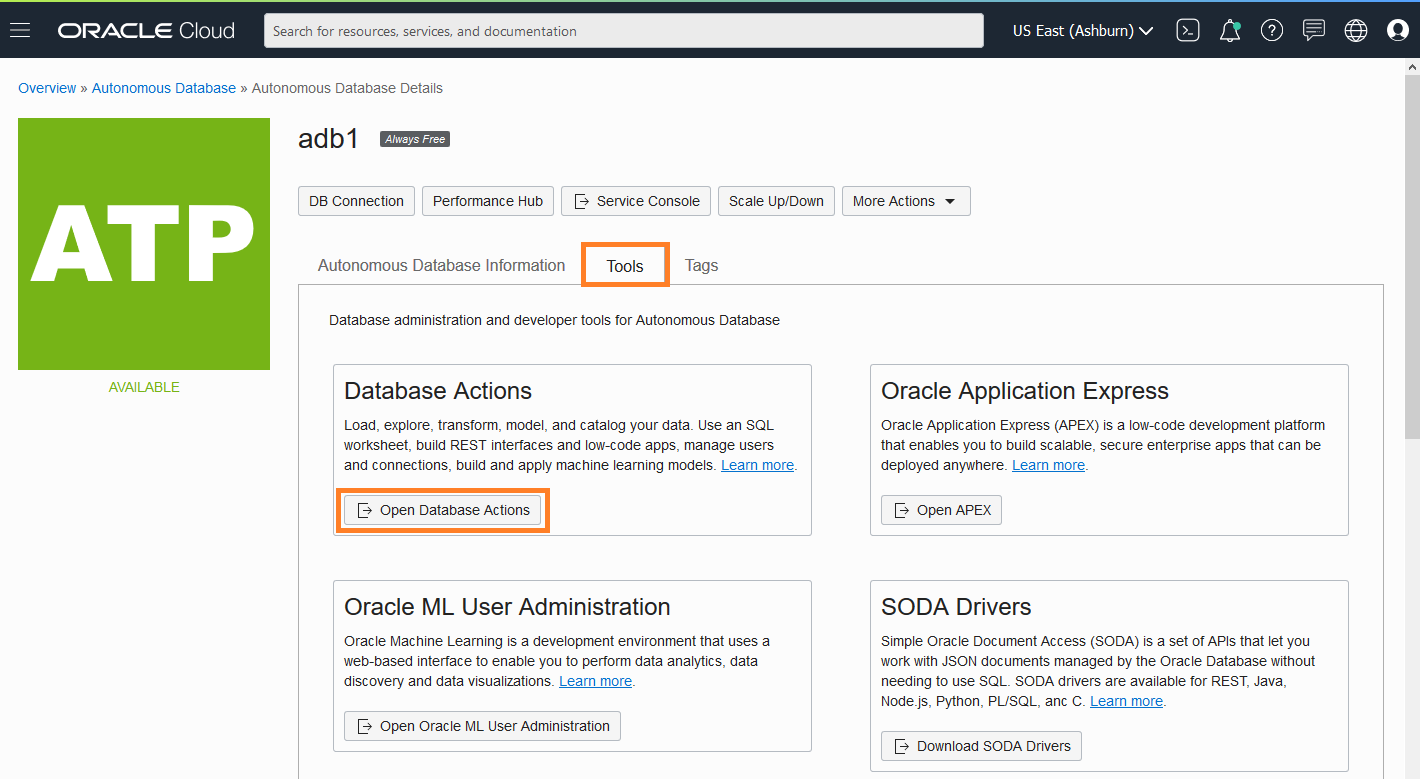 ORACLE Cloud
Search for resources, services, and documentation
US East (Ashburn)
Overview » Autonomous Database » Autonomous Database Details
ATP
AVAILABLE
adb1
Always Free
DB Connection
Performance Hub
Service Console
Scale Up/Down
More Actions
Autonomous Database Information
Tools
Tags
Database administration and developer tools for Autonomous Database
Database Actions
Load, explore, transform, model, and catalog your data. Use an SQL
worksheet, build REST interfaces and low-code apps, manage users
and connections, build and apply machine learning models. Learn more.
Open Database Actions
Oracle Application Express
Oracle Application Express (APEX) is a low-code development platform
that enables you to build scalable, secure enterprise apps that can be
deployed anywhere. Learn more.
Open APEX
Oracle ML User Administration
Oracle Machine Learning is a development environment that uses a
web-based interface to enable you to perform data analytics, data
discovery and data visualizations. Learn more.
Open Oracle ML User Administration
SODA Drivers
Simple Oracle Document Access (SODA) is a set of APIs that let you
work with JSON documents managed by the Oracle Database without
needing to use SQL. SODA drivers are available for REST, Java,
Node.js, Python, PL/SQL, anc C. Learn more.
Download SODA Drivers